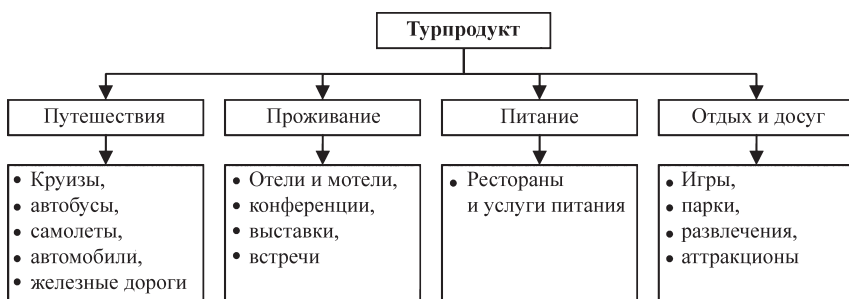 Турпродукт
Путешествия
Проживание
Питание
Отдых и досуг
• Круизы,
• автобусы,
• самолеты,
• автомобили,
• железные дороги
• Отели и мотели,
• конференции,
• выставки,
• встречи
• Рестораны
и услуги питания
• Игры,
• парки,
• развлечения,
• аттракционы